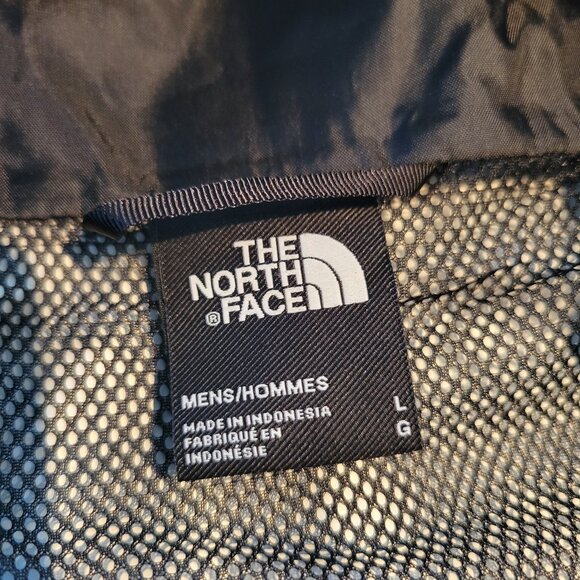 THE
NORTH
® FACE
MENS/HOMMES
MADE IN INDONESIA
FABRIQUÉ EN
INDONÉSIE
L
G